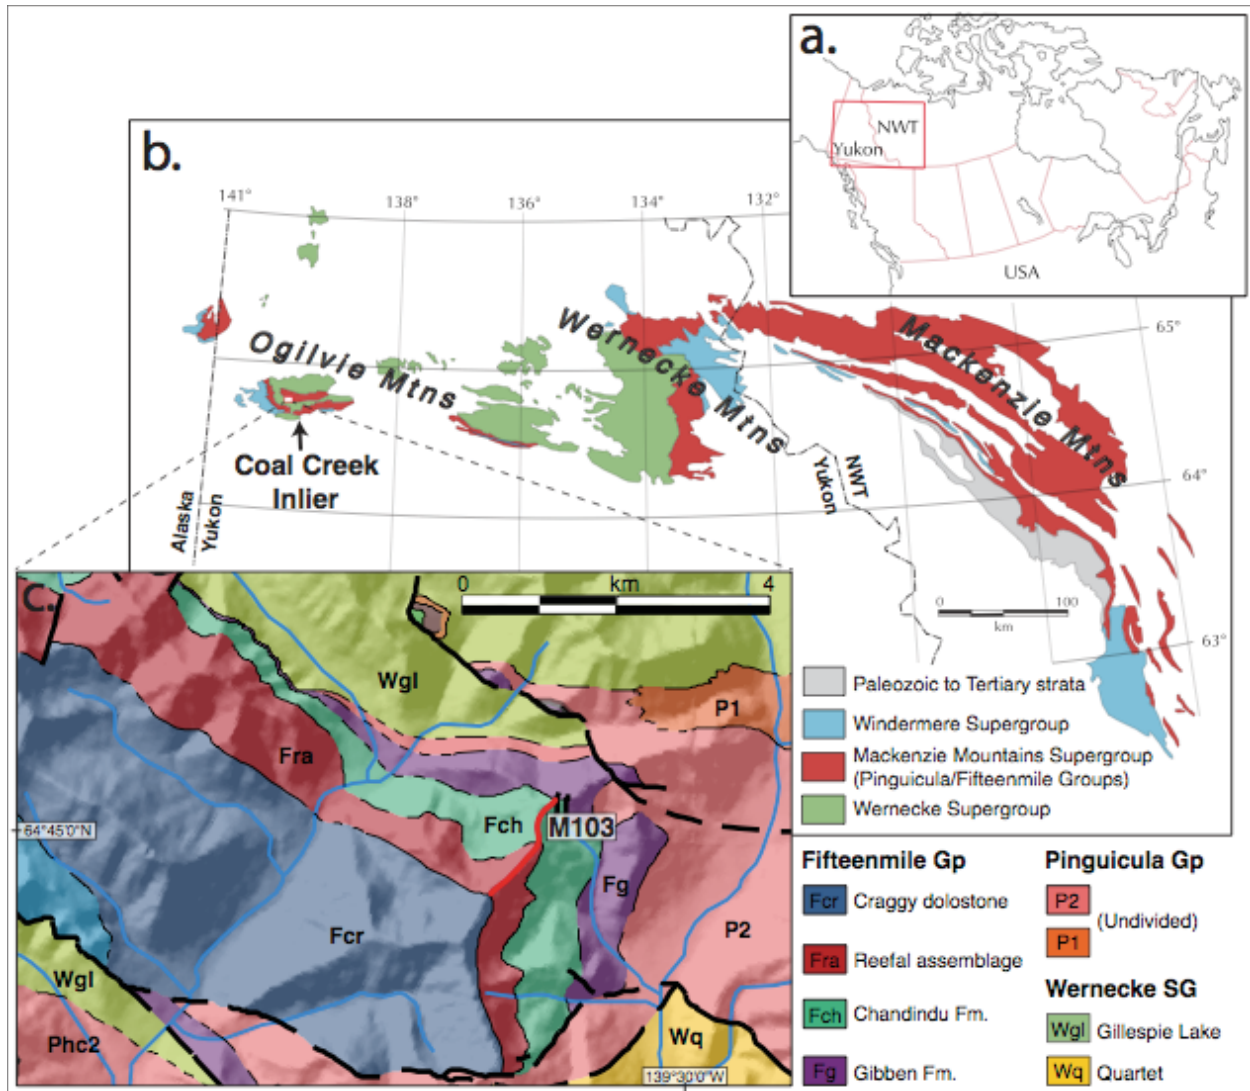 a.
NWT
Yukon
USA
b.
141°
138°
136°
134°
132°
65°
64°
63°
Ogilvie Mtns
Wernecke Mtns
Mackenzie Mtns
Coal Creek
Inlier
Alaska
Yukon
NWT
Yukon
0 100
km
Paleozoic to Tertiary strata
Windermere Supergroup
Mackenzie Mountains Supergroup
(Pinguicula/Fifteenmile Groups)
Wernecke Supergroup
c.
0 km 4
Wgl
P1
Fra
Fch
M103
64°45'0"N
Fg
Fcr
P2
Wgl
Phc2
Wq
139°30'0"W
Fifteenmile Gp
Fcr Craggy dolostone
Fra Reefal assemblage
Fch Chandindu Fm.
Fg Gibben Fm.
Pinguicula Gp
P2 (Undivided)
P1
Wernecke SG
Wgl Gillespie Lake
Wq Quartet